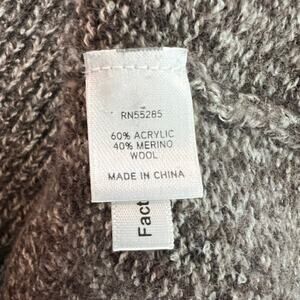 RN55285
60% ACRYLIC
40% MERINO
WOOL
MADE IN CHINA
Fact